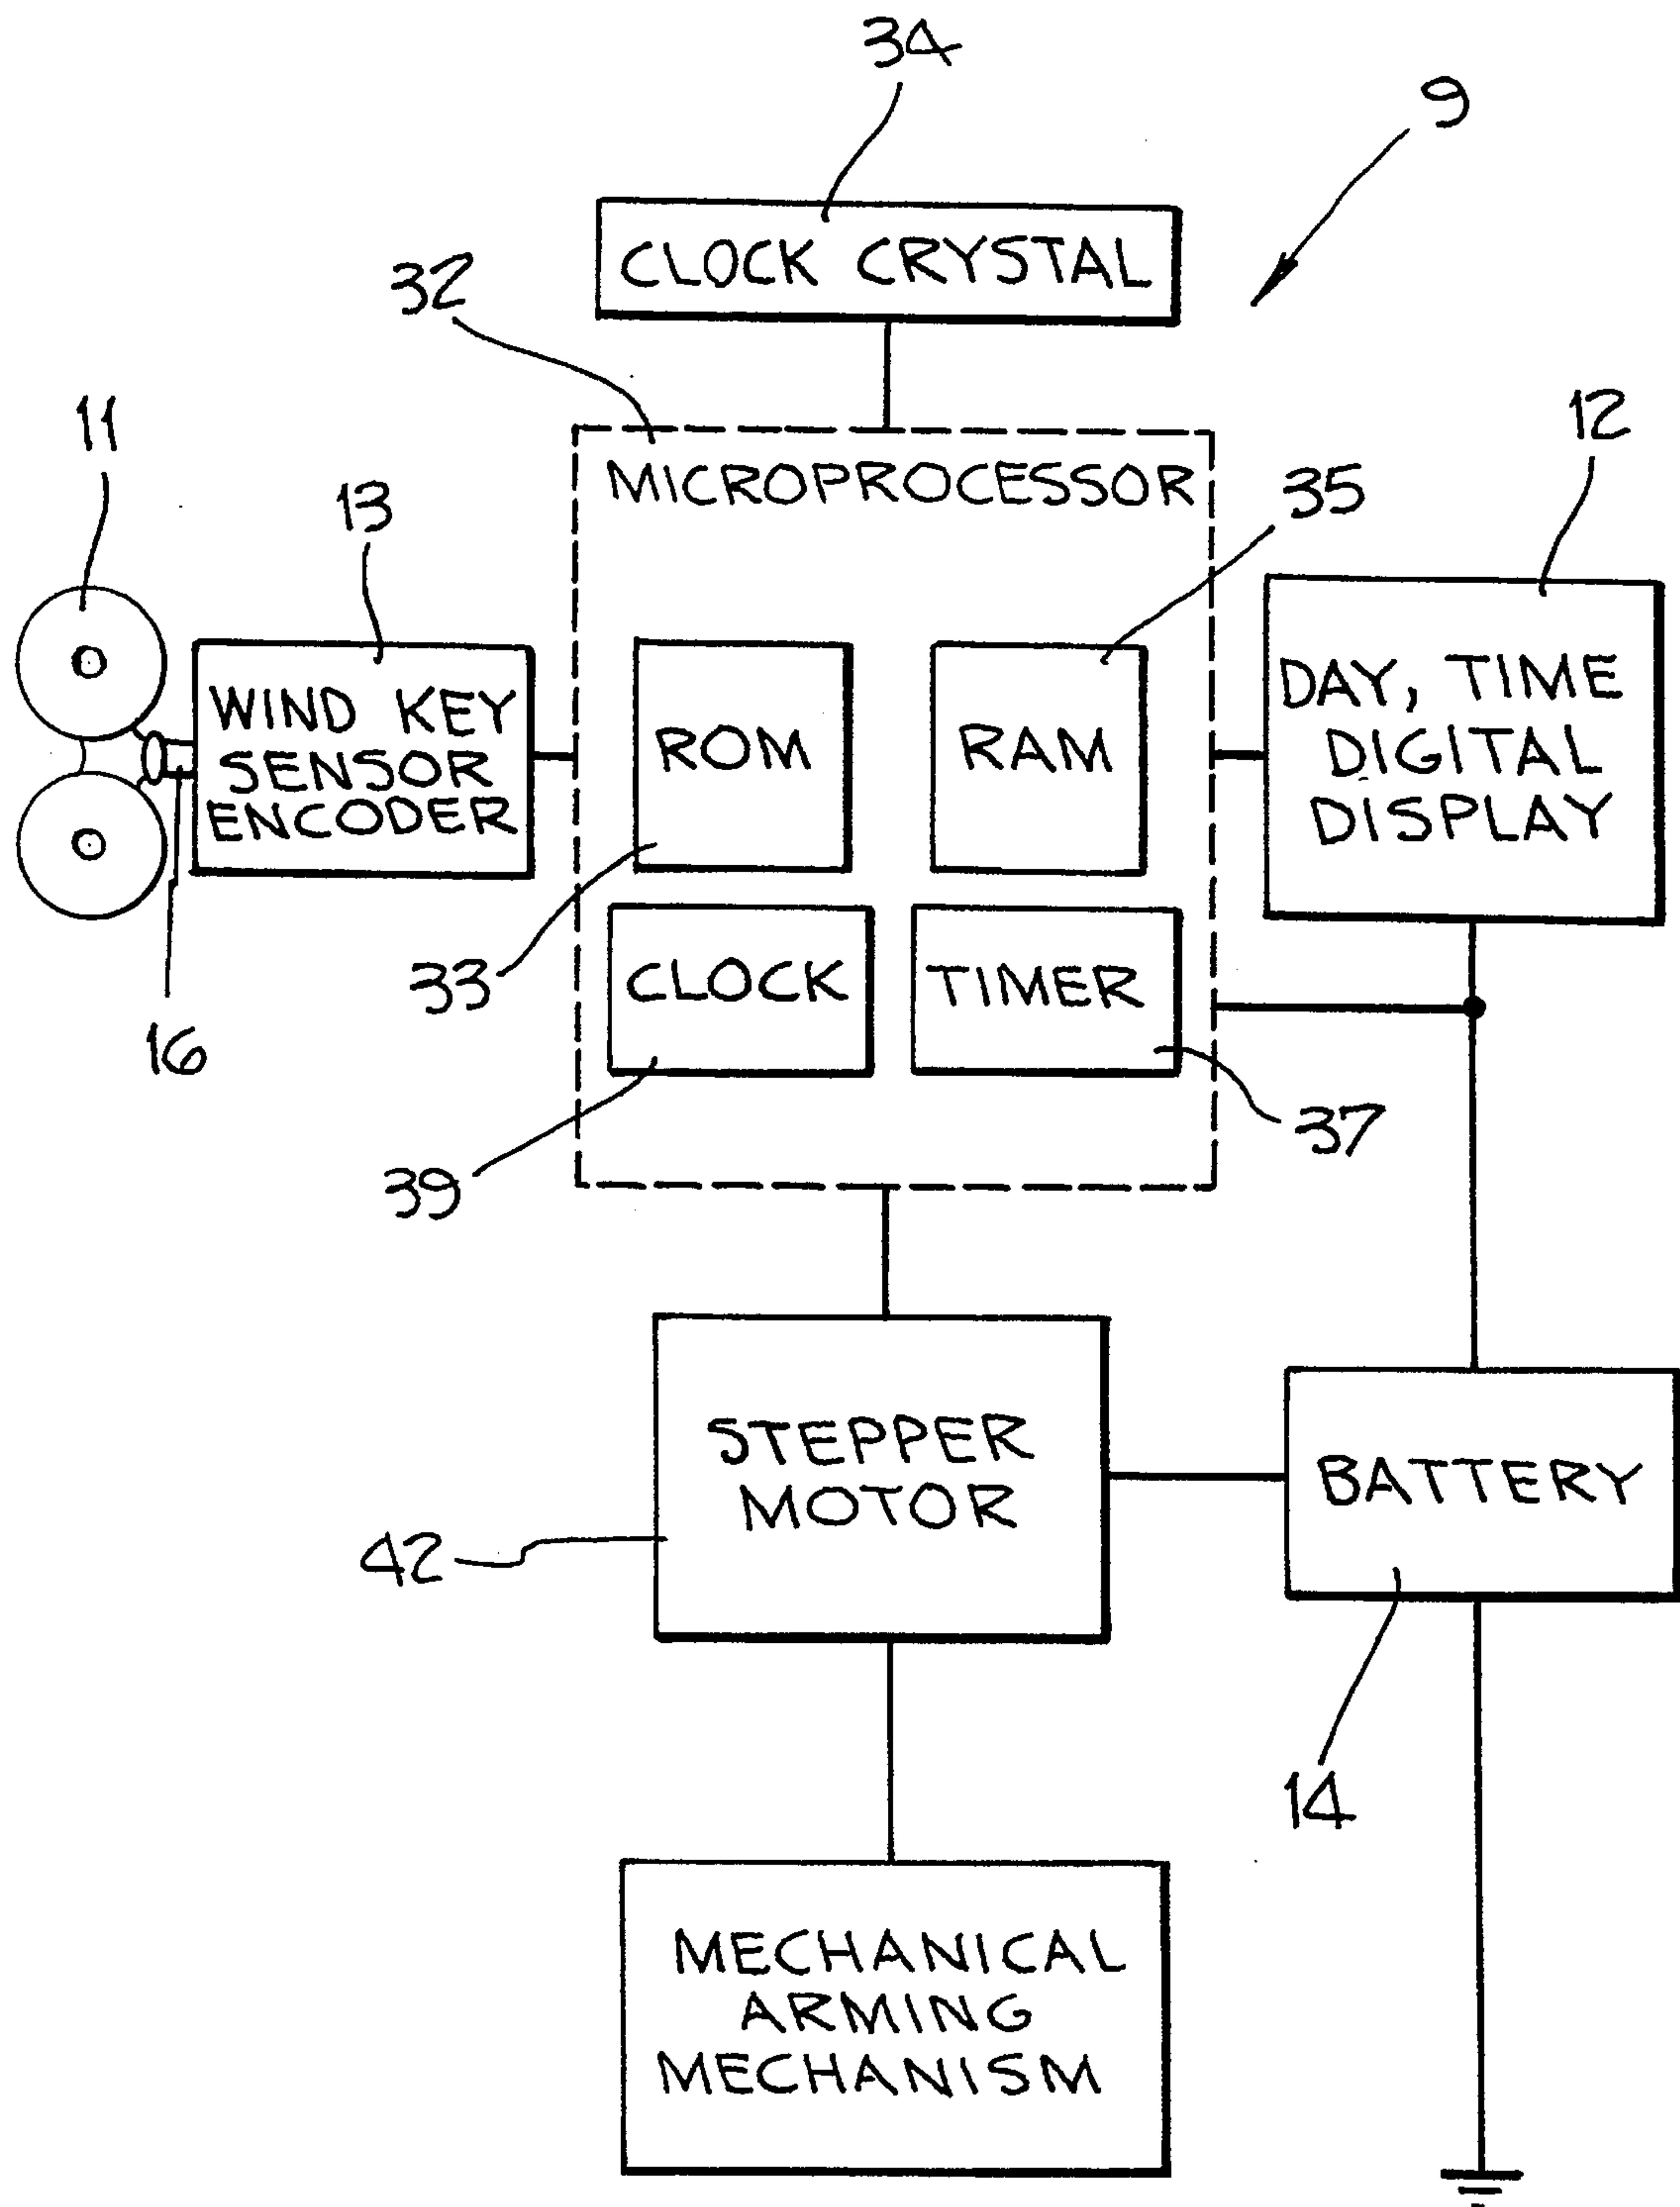 34
9
CLOCK CRYSTAL
32
11
12
MICROPROCESSOR
35
13
WIND KEY
SENSOR
ENCODER
ROM
RAM
DAY, TIME
DIGITAL
DISPLAY
33
CLOCK
TIMER
16
37
39
STEPPER
MOTOR
BATTERY
42
14
MECHANICAL
ARMING
MECHANISM